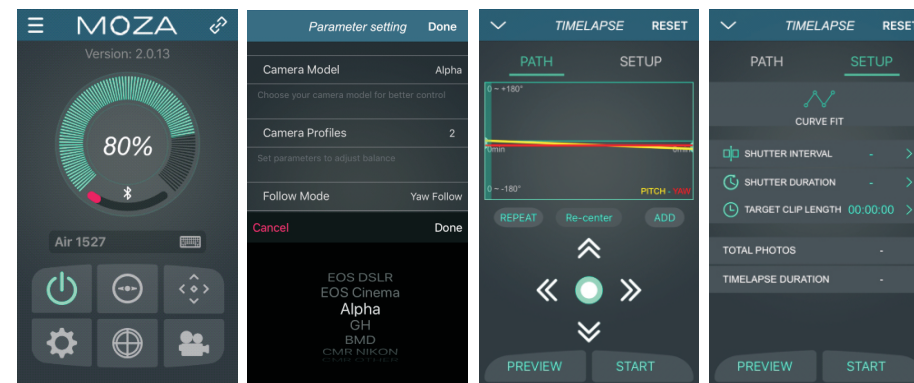 MOZA
Version: 2.0.13
80%
Air 1527
Parameter setting Done
Camera Model Alpha
Choose your camera model for better control
Camera Profiles 2
Set parameters to adjust balance
Follow Mode Yaw Follow
Cancel Done
EOS DSLR
EOS Cinema
Alpha
GH
BMD
CMR NIKON
CMR OTHER
TIMELAPSE RESET
PATH SETUP
0 ~ +180°
0min
0 ~ -180°
PITCH - YAW
REPEAT Re-center ADD
PREVIEW START
TIMELAPSE RESET
PATH SETUP
CURVE FIT
SHUTTER INTERVAL -
SHUTTER DURATION -
TARGET CLIP LENGTH 00:00:00
TOTAL PHOTOS -
TIMELAPSE DURATION -
PREVIEW START